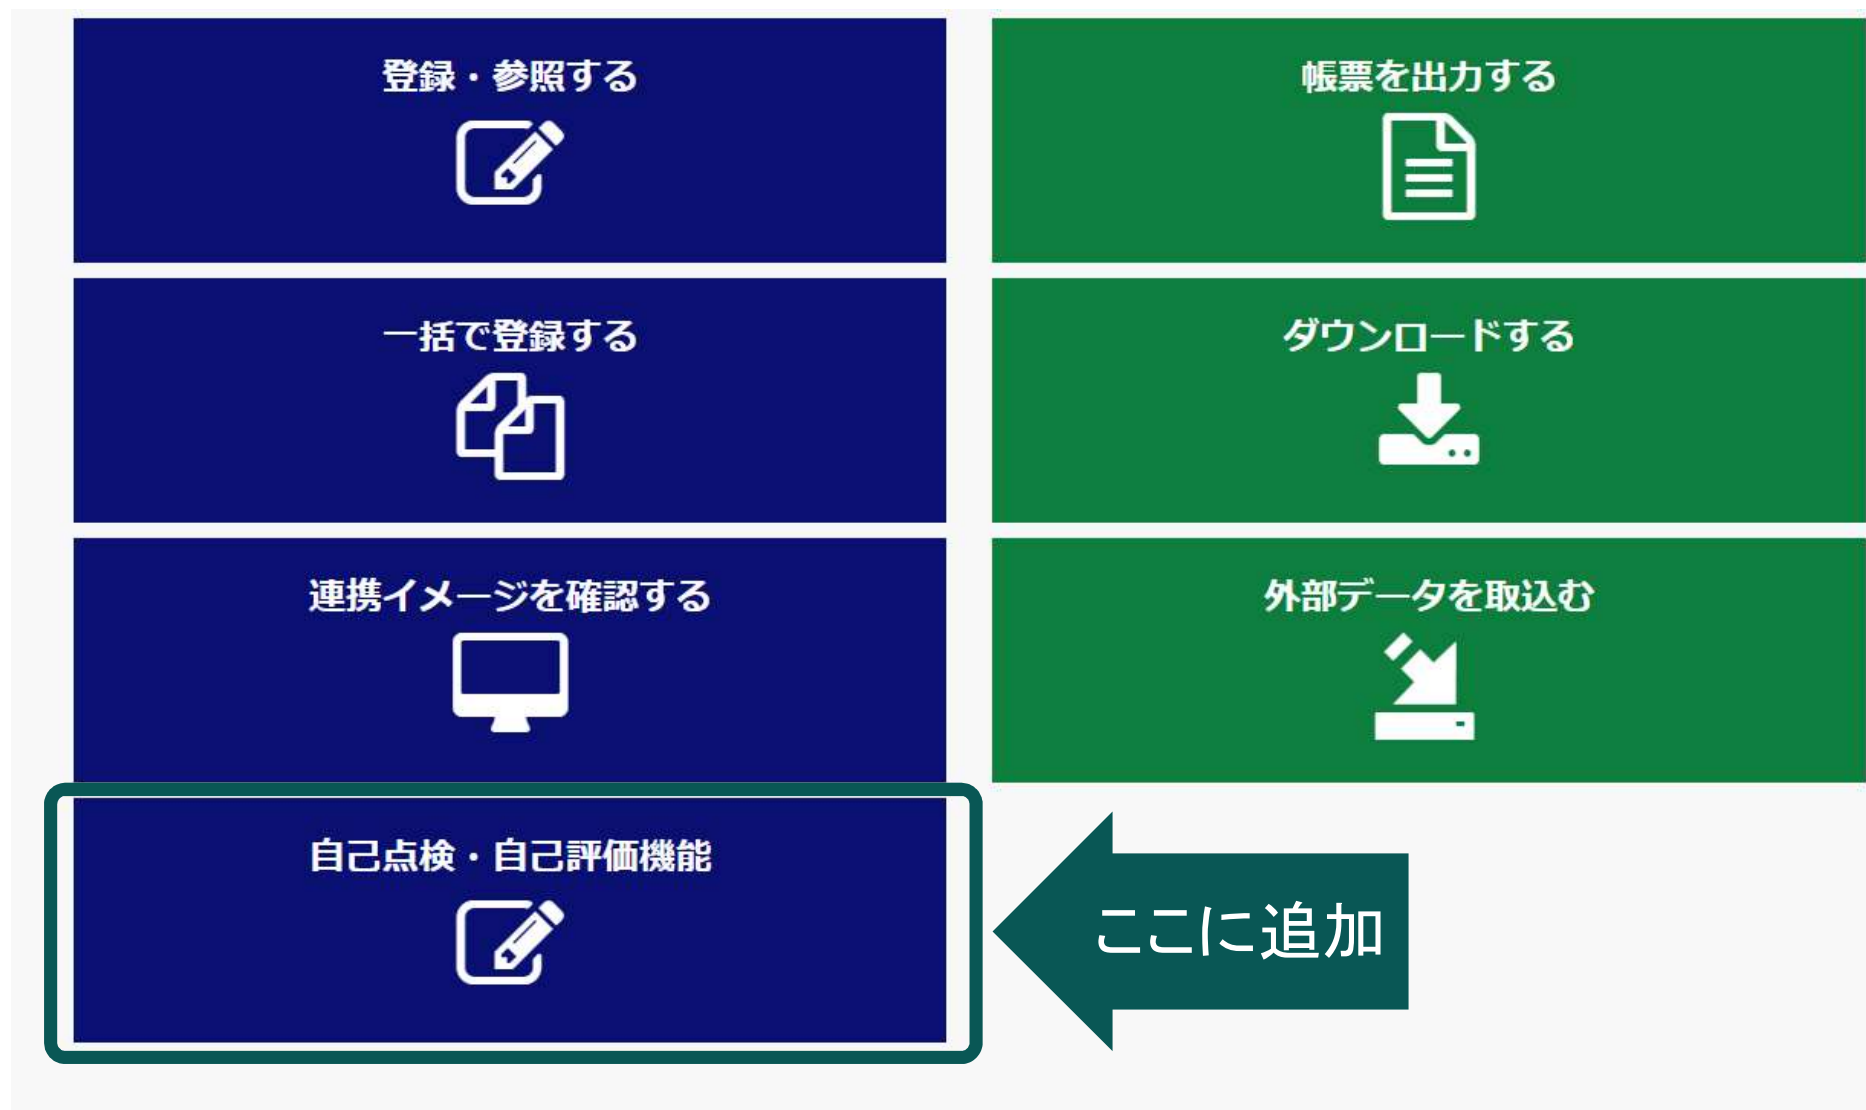 登録・参照する
帳票を出力する
一括で登録する
ダウンロードする
連携イメージを確認する
外部データを取込む
自己点検・自己評価機能
ここに追加